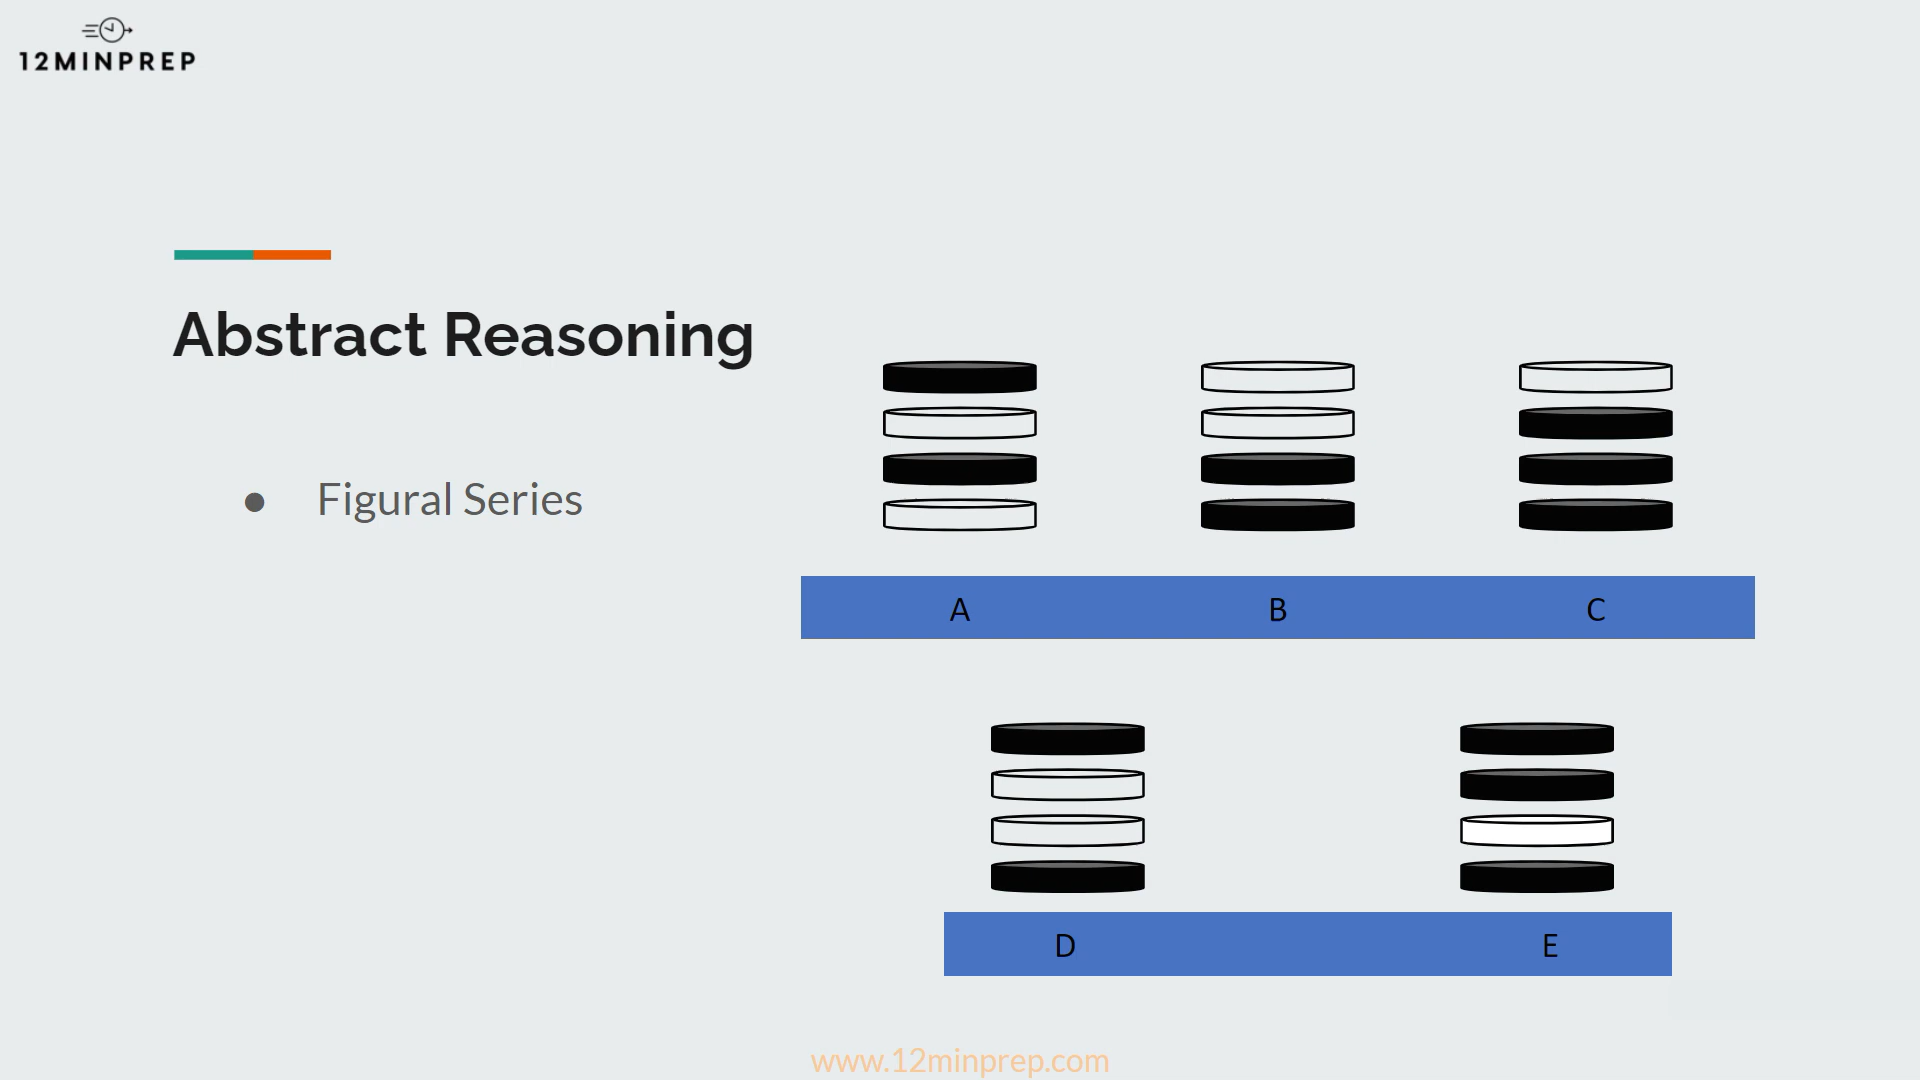 12MINPREP
Abstract Reasoning
● Figural Series
A B C
D E
www.12minprep.com